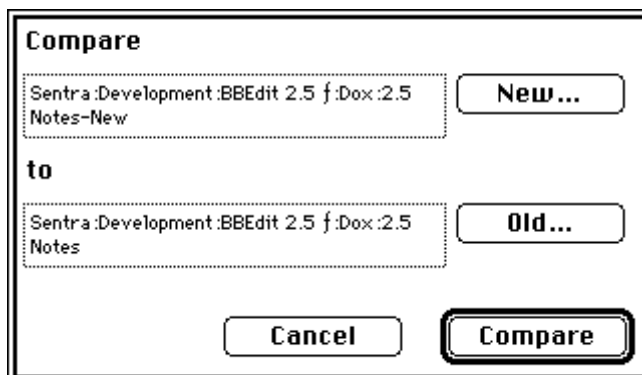 Compare
Sentra:Development:BBEdit 2.5 ƒ:Dox:2.5
Notes-New
New...
to
Sentra:Development:BBEdit 2.5 ƒ:Dox:2.5
Notes
Old...
Cancel
Compare